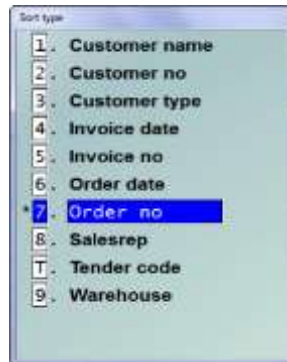 Sort type
1. Customer name
2. Customer no
3. Customer type
4. Invoice date
5. Invoice no
6. Order date
*7. Order no
8. Salesrep
T. Tender code
9. Warehouse